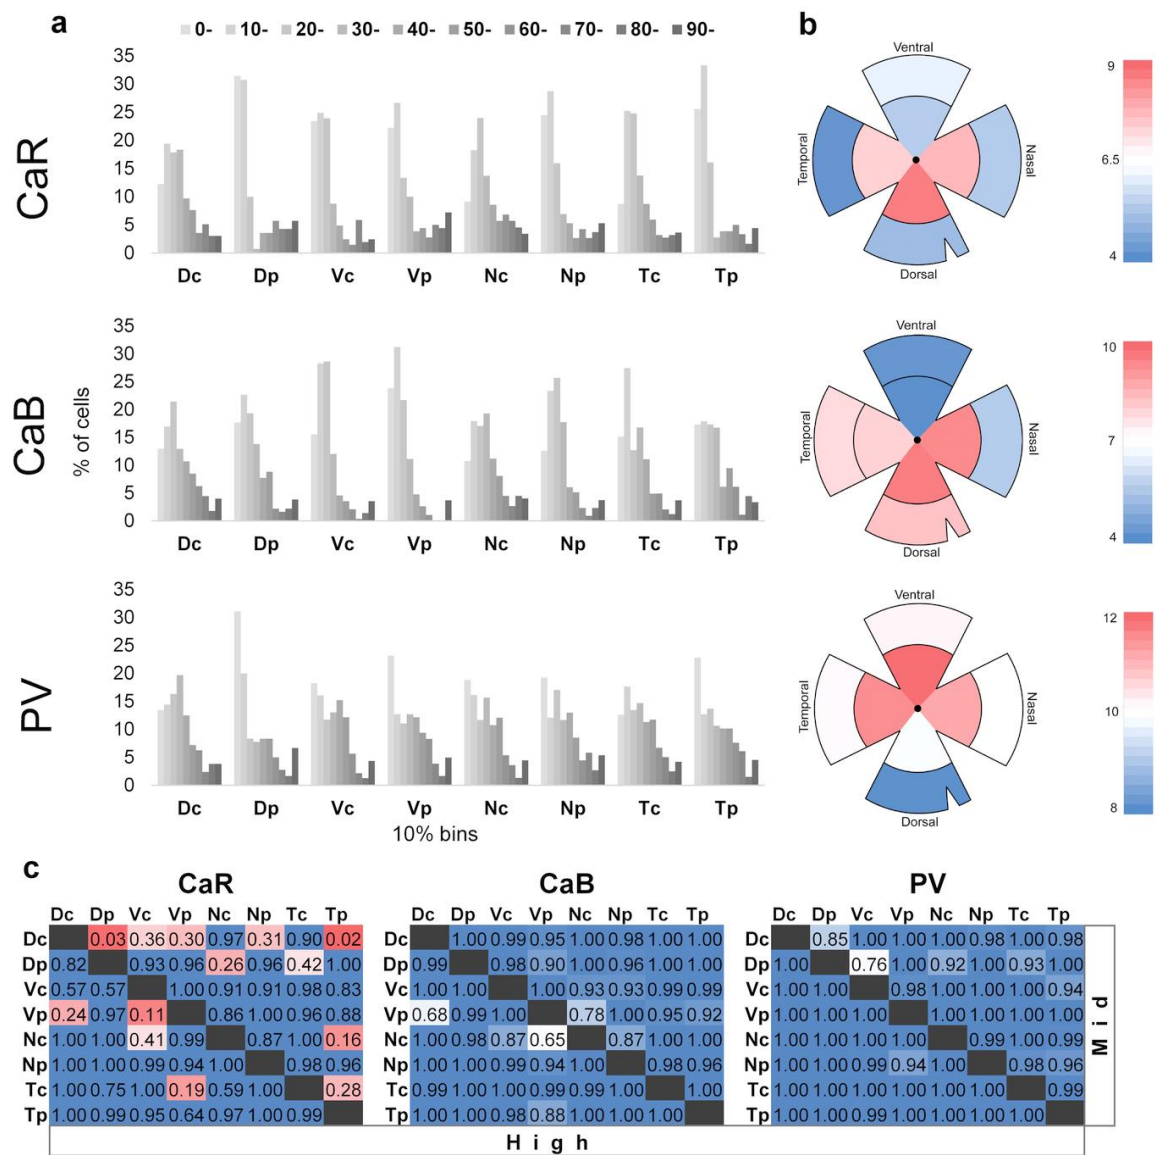 a
0- 10- 20- 30- 40- 50- 60- 70- 80- 90-
CaR
35
30
25
20
15
10
5
0
Dc Dp Vc Vp Nc Np Tc Tp
CaB
% of cells
35
30
25
20
15
10
5
0
Dc Dp Vc Vp Nc Np Tc Tp
PV
35
30
25
20
15
10
5
0
Dc Dp Vc Vp Nc Np Tc Tp
10% bins
b
Ventral
Temporal
Nasal
Dorsal
9
6.5
4
Ventral
Temporal
Nasal
Dorsal
10
7
4
Ventral
Temporal
Nasal
Dorsal
12
10
8
c
CaR
Dc Dp Vc Vp Nc Np Tc Tp
Dc 0.03 0.36 0.30 0.97 0.31 0.90 0.02
Dp 0.82 0.93 0.96 0.26 0.96 0.42 1.00
Vc 0.57 0.57 1.00 0.91 0.91 0.98 0.83
Vp 0.24 0.97 0.11 0.86 1.00 0.96 0.88
Nc 1.00 1.00 0.41 0.99 0.87 1.00 0.16
Np 1.00 1.00 0.99 0.94 1.00 0.98 0.96
Tc 1.00 0.75 1.00 0.19 0.59 1.00 0.28
Tp 1.00 0.99 0.95 0.64 0.97 1.00 0.99
CaB
Dc Dp Vc Vp Nc Np Tc Tp
Dc 1.00 0.99 0.95 1.00 0.98 1.00 1.00
Dp 0.99 0.98 0.90 1.00 0.96 1.00 1.00
Vc 1.00 1.00 1.00 0.93 0.93 0.99 0.99
Vp 0.68 0.99 1.00 0.78 1.00 0.95 0.92
Nc 1.00 0.98 0.87 0.65 0.87 1.00 1.00
Np 1.00 1.00 0.99 0.94 1.00 0.98 0.96
Tc 0.99 1.00 1.00 0.99 0.99 1.00 1.00
Tp 1.00 1.00 0.98 0.88 1.00 1.00 1.00
PV
Dc Dp Vc Vp Nc Np Tc Tp
Dc 0.85 1.00 1.00 1.00 0.98 1.00 0.98
Dp 1.00 0.76 1.00 0.92 1.00 0.93 1.00
Vc 1.00 1.00 0.98 1.00 1.00 1.00 0.94
Vp 1.00 1.00 1.00 1.00 1.00 1.00 1.00
Nc 1.00 1.00 1.00 1.00 0.99 1.00 0.99
Np 1.00 1.00 0.99 0.94 1.00 0.98 0.96
Tc 1.00 1.00 1.00 1.00 1.00 1.00 0.99
Tp 1.00 1.00 0.99 1.00 1.00 1.00 1.00
Mid
High